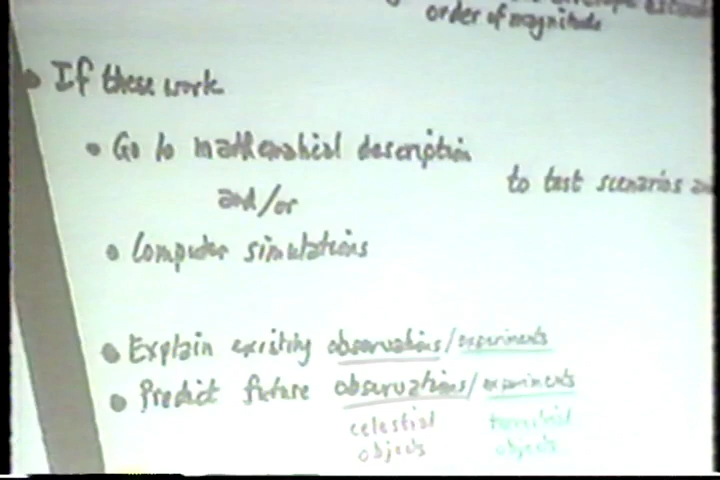 order of magnitude
• If these work
• Go to mathematical description
and/or
to test scenarios
• Computer simulations
• Explain existing observations/experiments
• Predict future observations/experiments
celestial terrestrial
objects objects